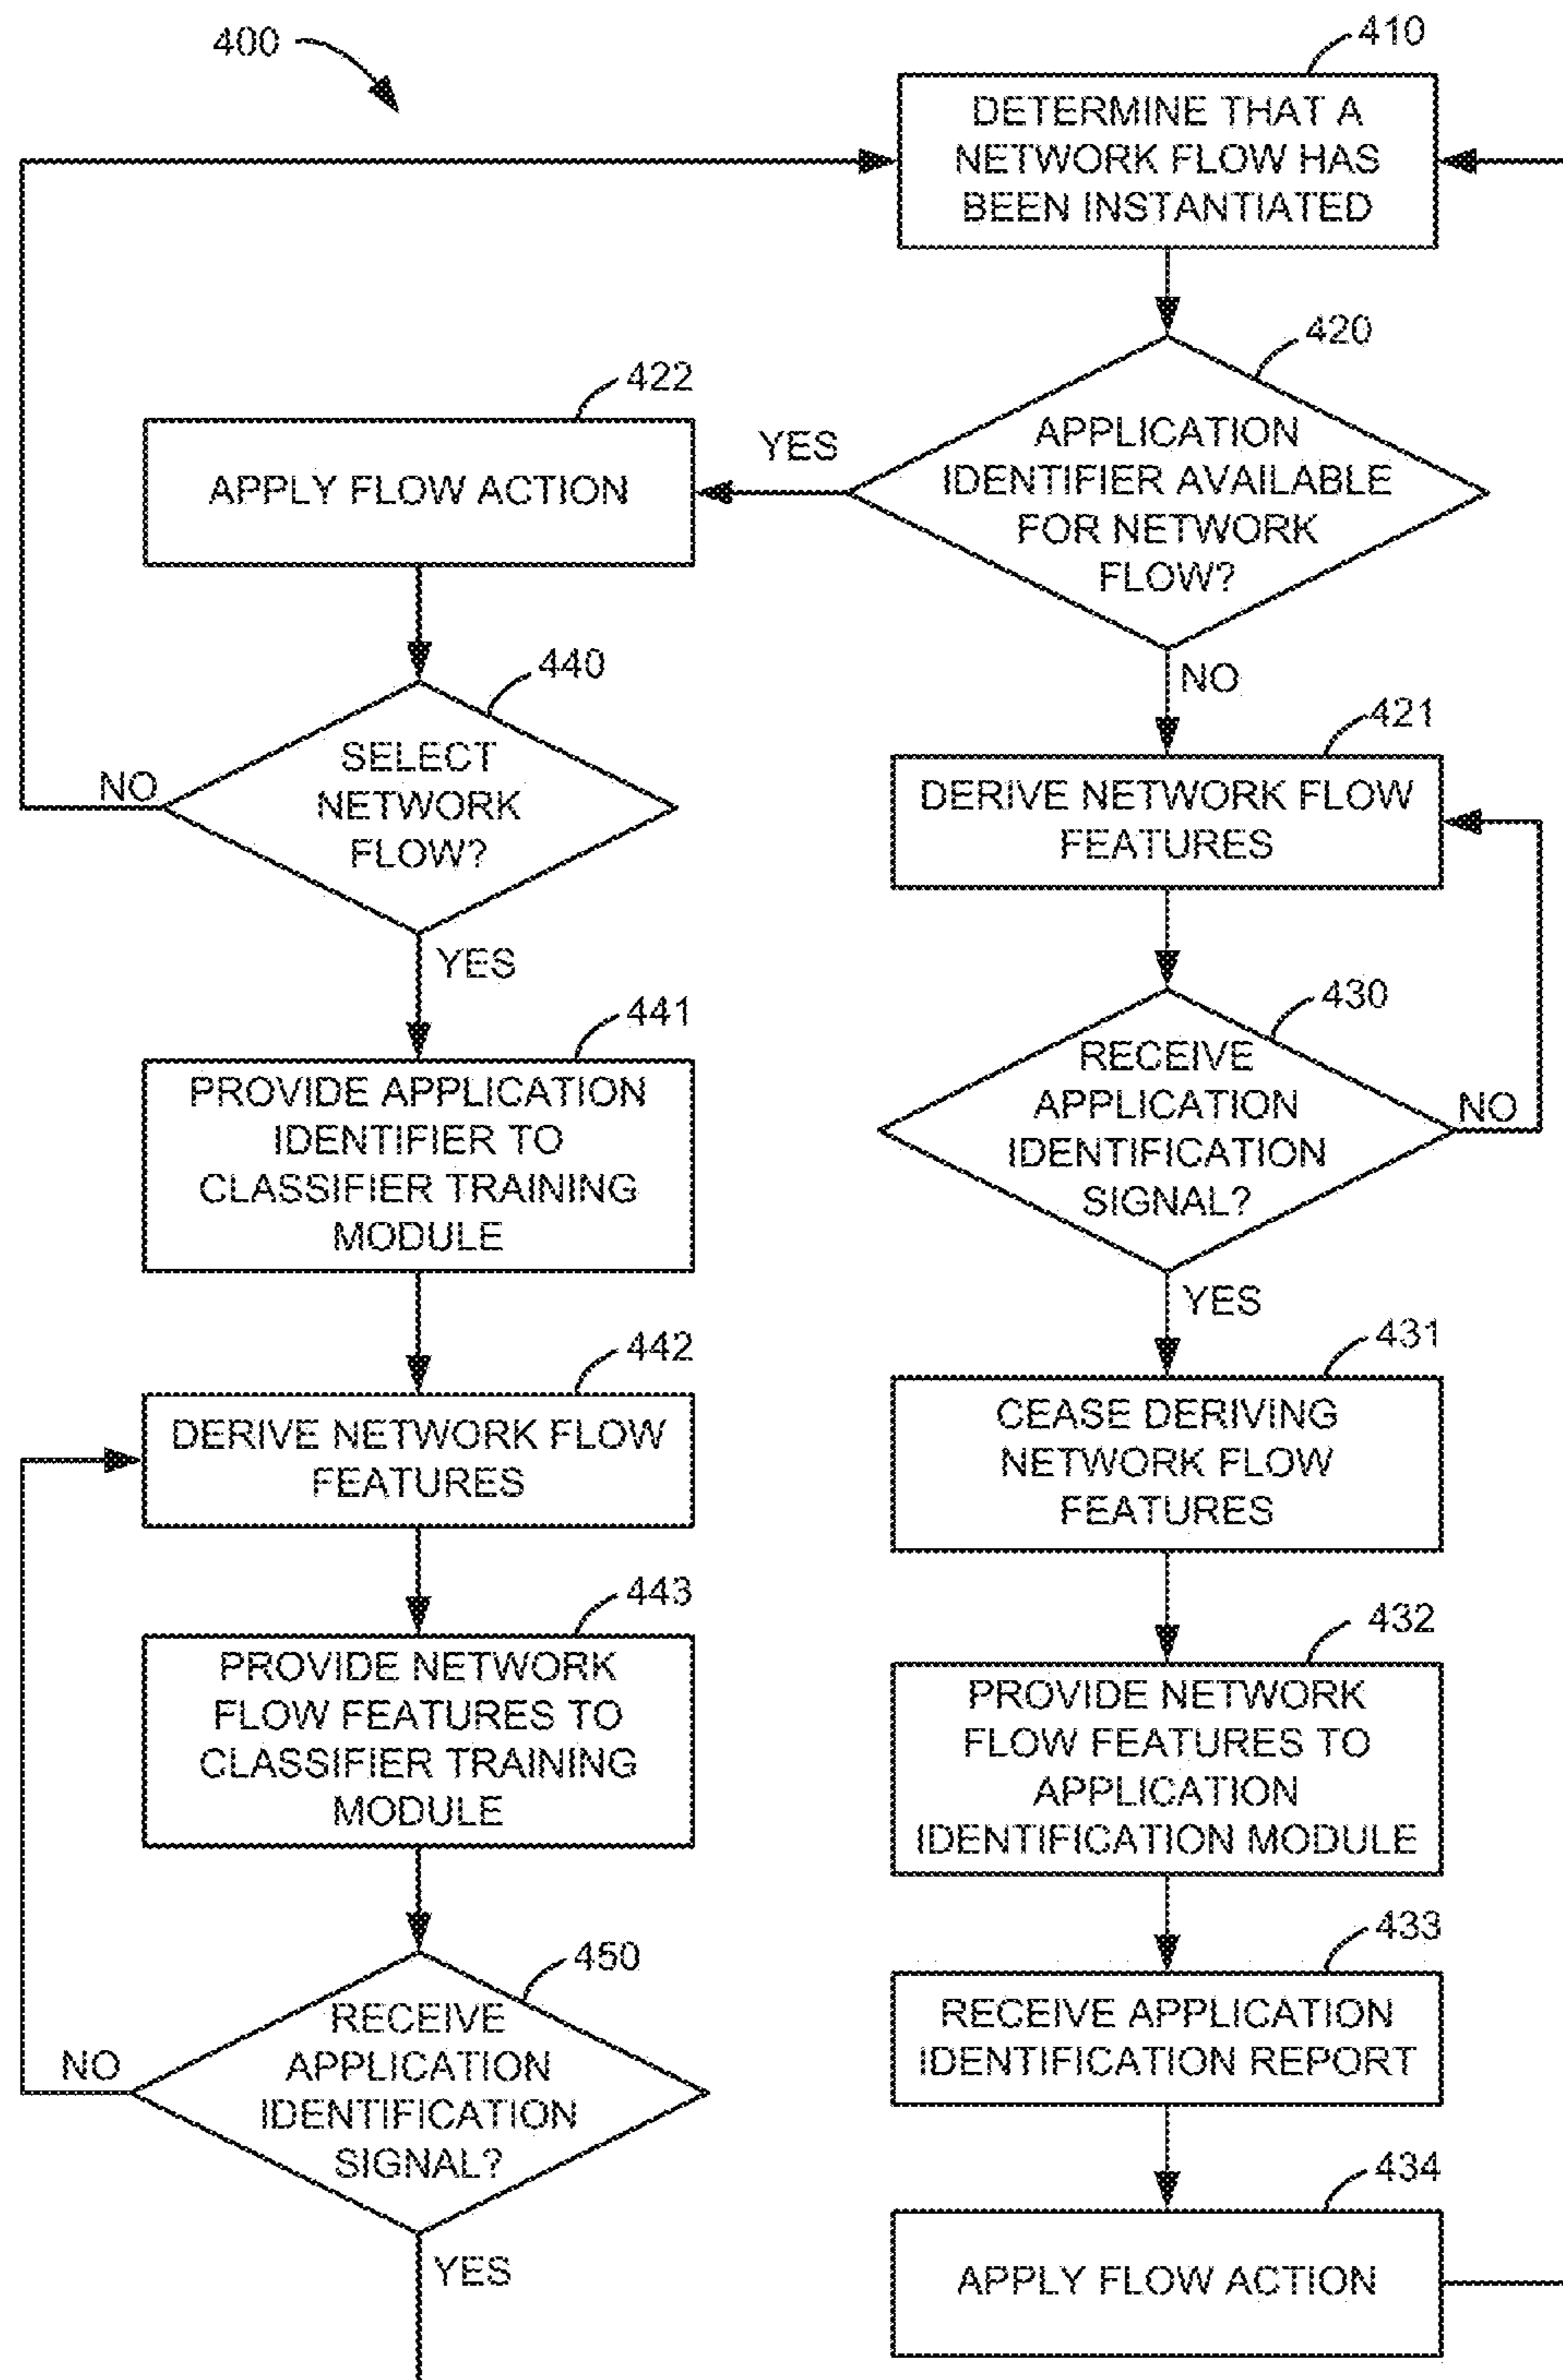 400
410
DETERMINE THAT A
NETWORK FLOW HAS
BEEN INSTANTIATED
420
APPLICATION
IDENTIFIER AVAILABLE
FOR NETWORK
FLOW?
YES
NO
422
APPLY FLOW ACTION
440
SELECT
NETWORK
FLOW?
NO
YES
441
PROVIDE APPLICATION
IDENTIFIER TO
CLASSIFIER TRAINING
MODULE
442
DERIVE NETWORK FLOW
FEATURES
443
PROVIDE NETWORK
FLOW FEATURES TO
CLASSIFIER TRAINING
MODULE
450
RECEIVE
APPLICATION
IDENTIFICATION
SIGNAL?
NO
YES
421
DERIVE NETWORK FLOW
FEATURES
430
RECEIVE
APPLICATION
IDENTIFICATION
SIGNAL?
NO
YES
431
CEASE DERIVING
NETWORK FLOW
FEATURES
432
PROVIDE NETWORK
FLOW FEATURES TO
APPLICATION
IDENTIFICATION MODULE
433
RECEIVE APPLICATION
IDENTIFICATION REPORT
434
APPLY FLOW ACTION